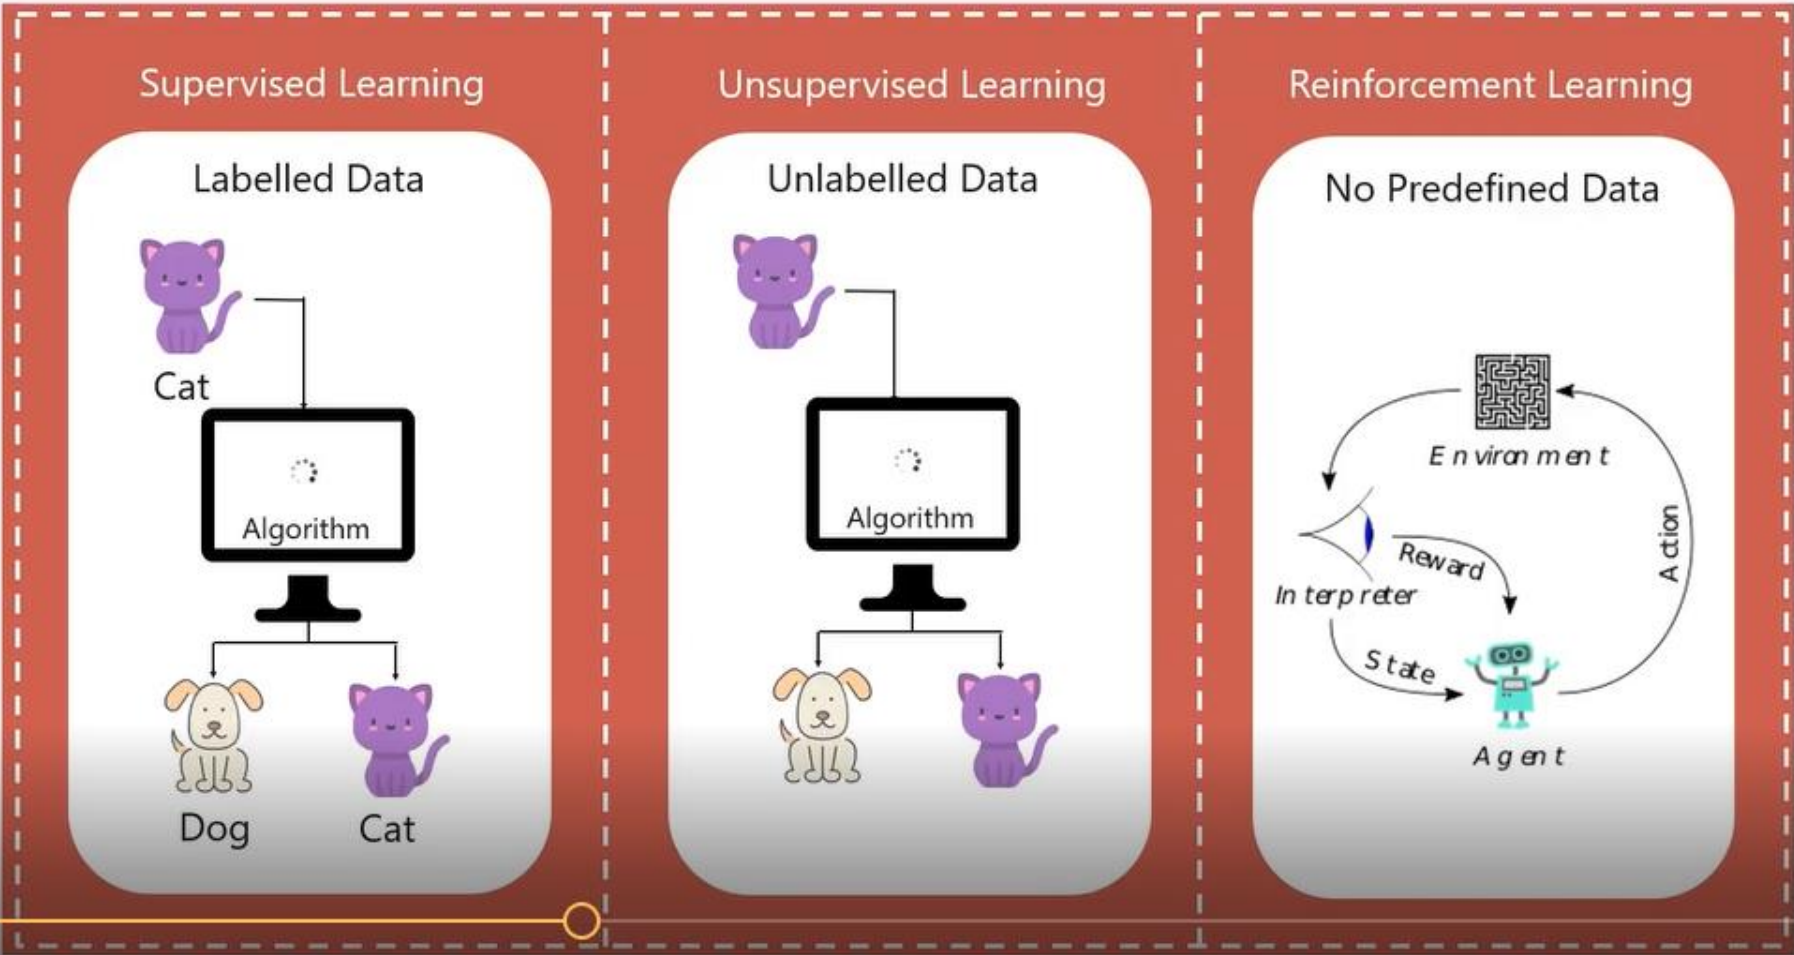 Supervised Learning
Labelled Data
Cat
Algorithm
Dog
Cat
Unsupervised Learning
Unlabelled Data
Algorithm
Reinforcement Learning
No Predefined Data
Environment
Reward
Action
Interpreter
State
Agent